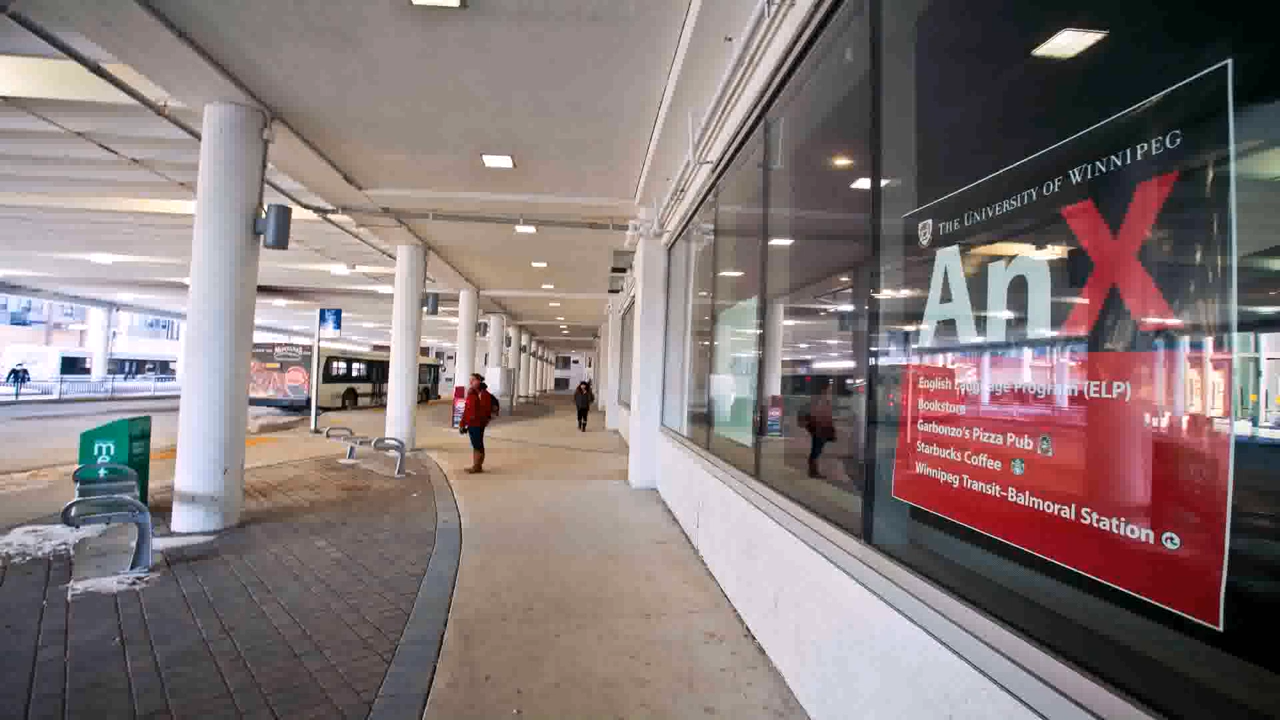 THE UNIVERSITY OF WINNIPEG
AnX
English Language Program (ELP)
Bookstore
Garbonzo's Pizza Pub
Starbucks Coffee
Winnipeg Transit–Balmoral Station
met